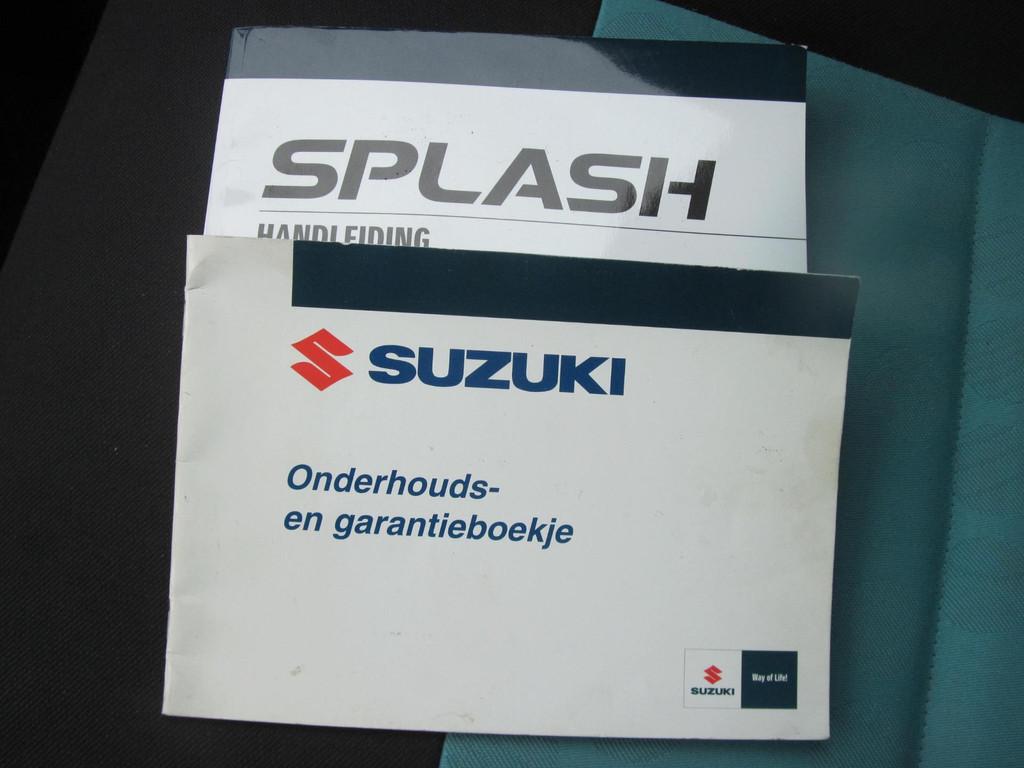 SPLASH
HANDLEIDING
SUZUKI
Onderhouds-
en garantieboekje
SUZUKI
Way of Life!